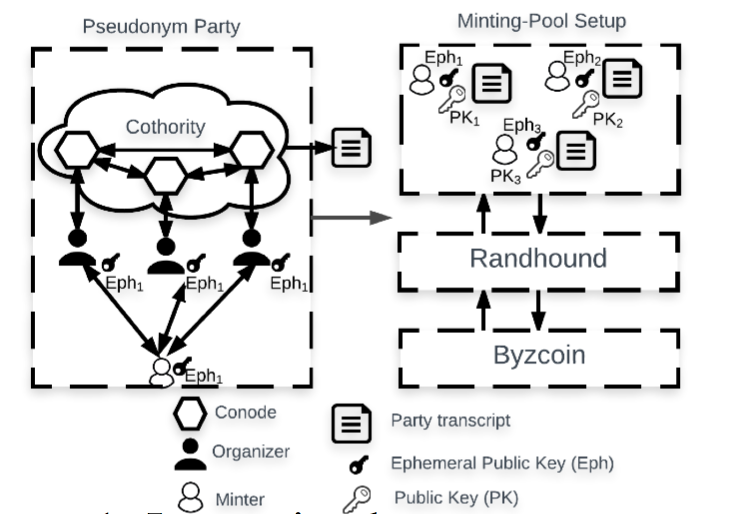 Pseudonym Party
Minting-Pool Setup
Cothority
Eph1
PK1
Eph2
PK2
Eph3
PK3
Eph1
Eph1
Eph1
Eph1
Randhound
Byzcoin
Conode
Organizer
Minter
Party transcript
Ephemeral Public Key (Eph)
Public Key (PK)